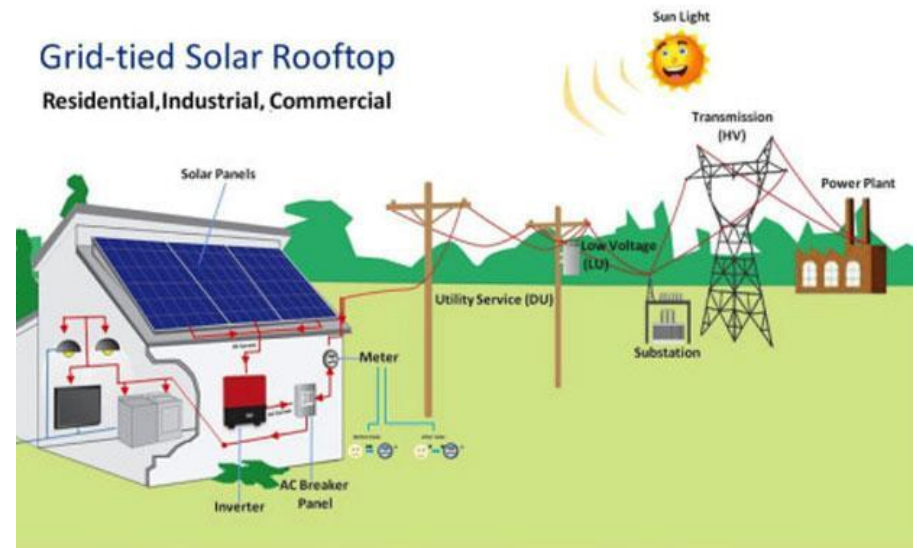 Grid-tied Solar Rooftop
Residential,Industrial, Commercial
Sun Light
Transmission
(HV)
Power Plant
Solar Panels
Low Voltage
(LU)
Utility Service (DU)
Substation
Meter
AC Breaker
Panel
Inverter